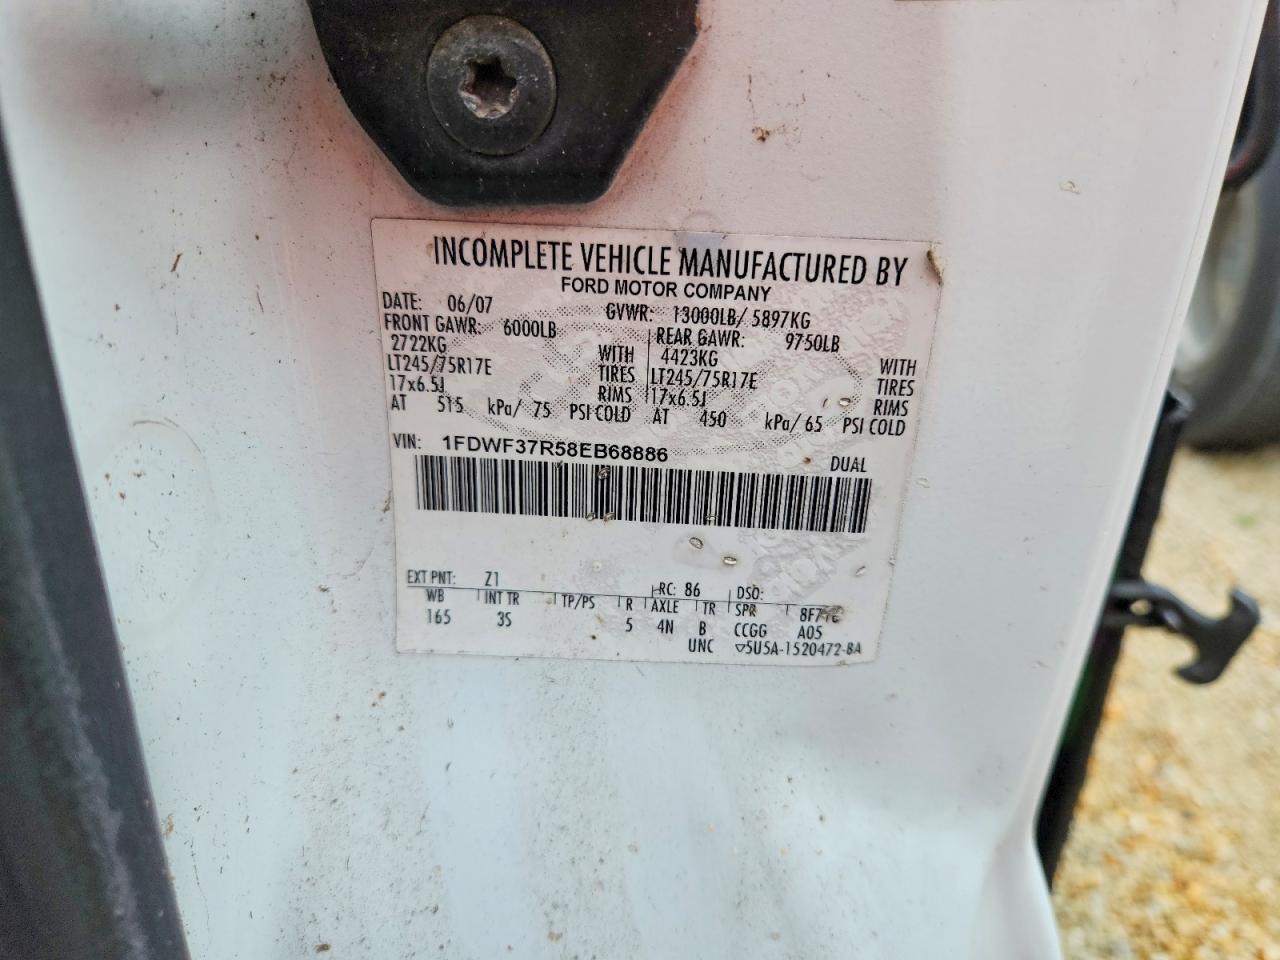 INCOMPLETE VEHICLE MANUFACTURED BY
FORD MOTOR COMPANY
DATE: 06/07 GVWR: 13000LB/ 5897KG
FRONT GAWR: 6000LB REAR GAWR: 9750LB
2722KG WITH 4423KG WITH
LT245/75R17E TIRES LT245/75R17E TIRES
17x6.5J RIMS 17x6.5J RIMS
AT 515 kPa/ 75 PSI COLD AT 450 kPa/ 65 PSI COLD
VIN: 1FDWF37R58EB68886 DUAL
EXT PNT: Z1 RC: 86 DSO:
WB INT TR TP/PS R AXLE TR SPR
165 3S 5 4N B CCGG A05
UNC ▽5U5A-1520472-BA